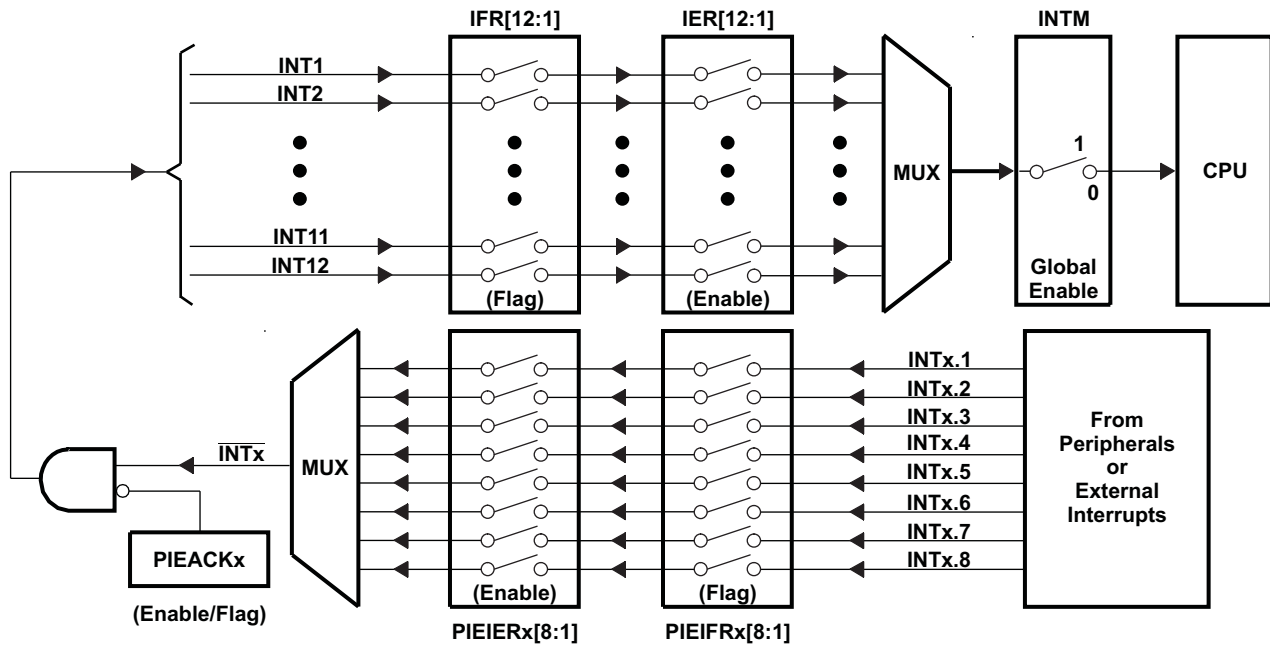 IFR[12:1]
IER[12:1]
INTM
INT1
INT2
INT11
INT12
(Flag)
(Enable)
MUX
1
0
Global
Enable
CPU
INTx
MUX
PIEACKx
(Enable/Flag)
(Enable)
PIEIERx[8:1]
(Flag)
PIEIFRx[8:1]
INTx.1
INTx.2
INTx.3
INTx.4
INTx.5
INTx.6
INTx.7
INTx.8
From
Peripherals
or
External
Interrupts